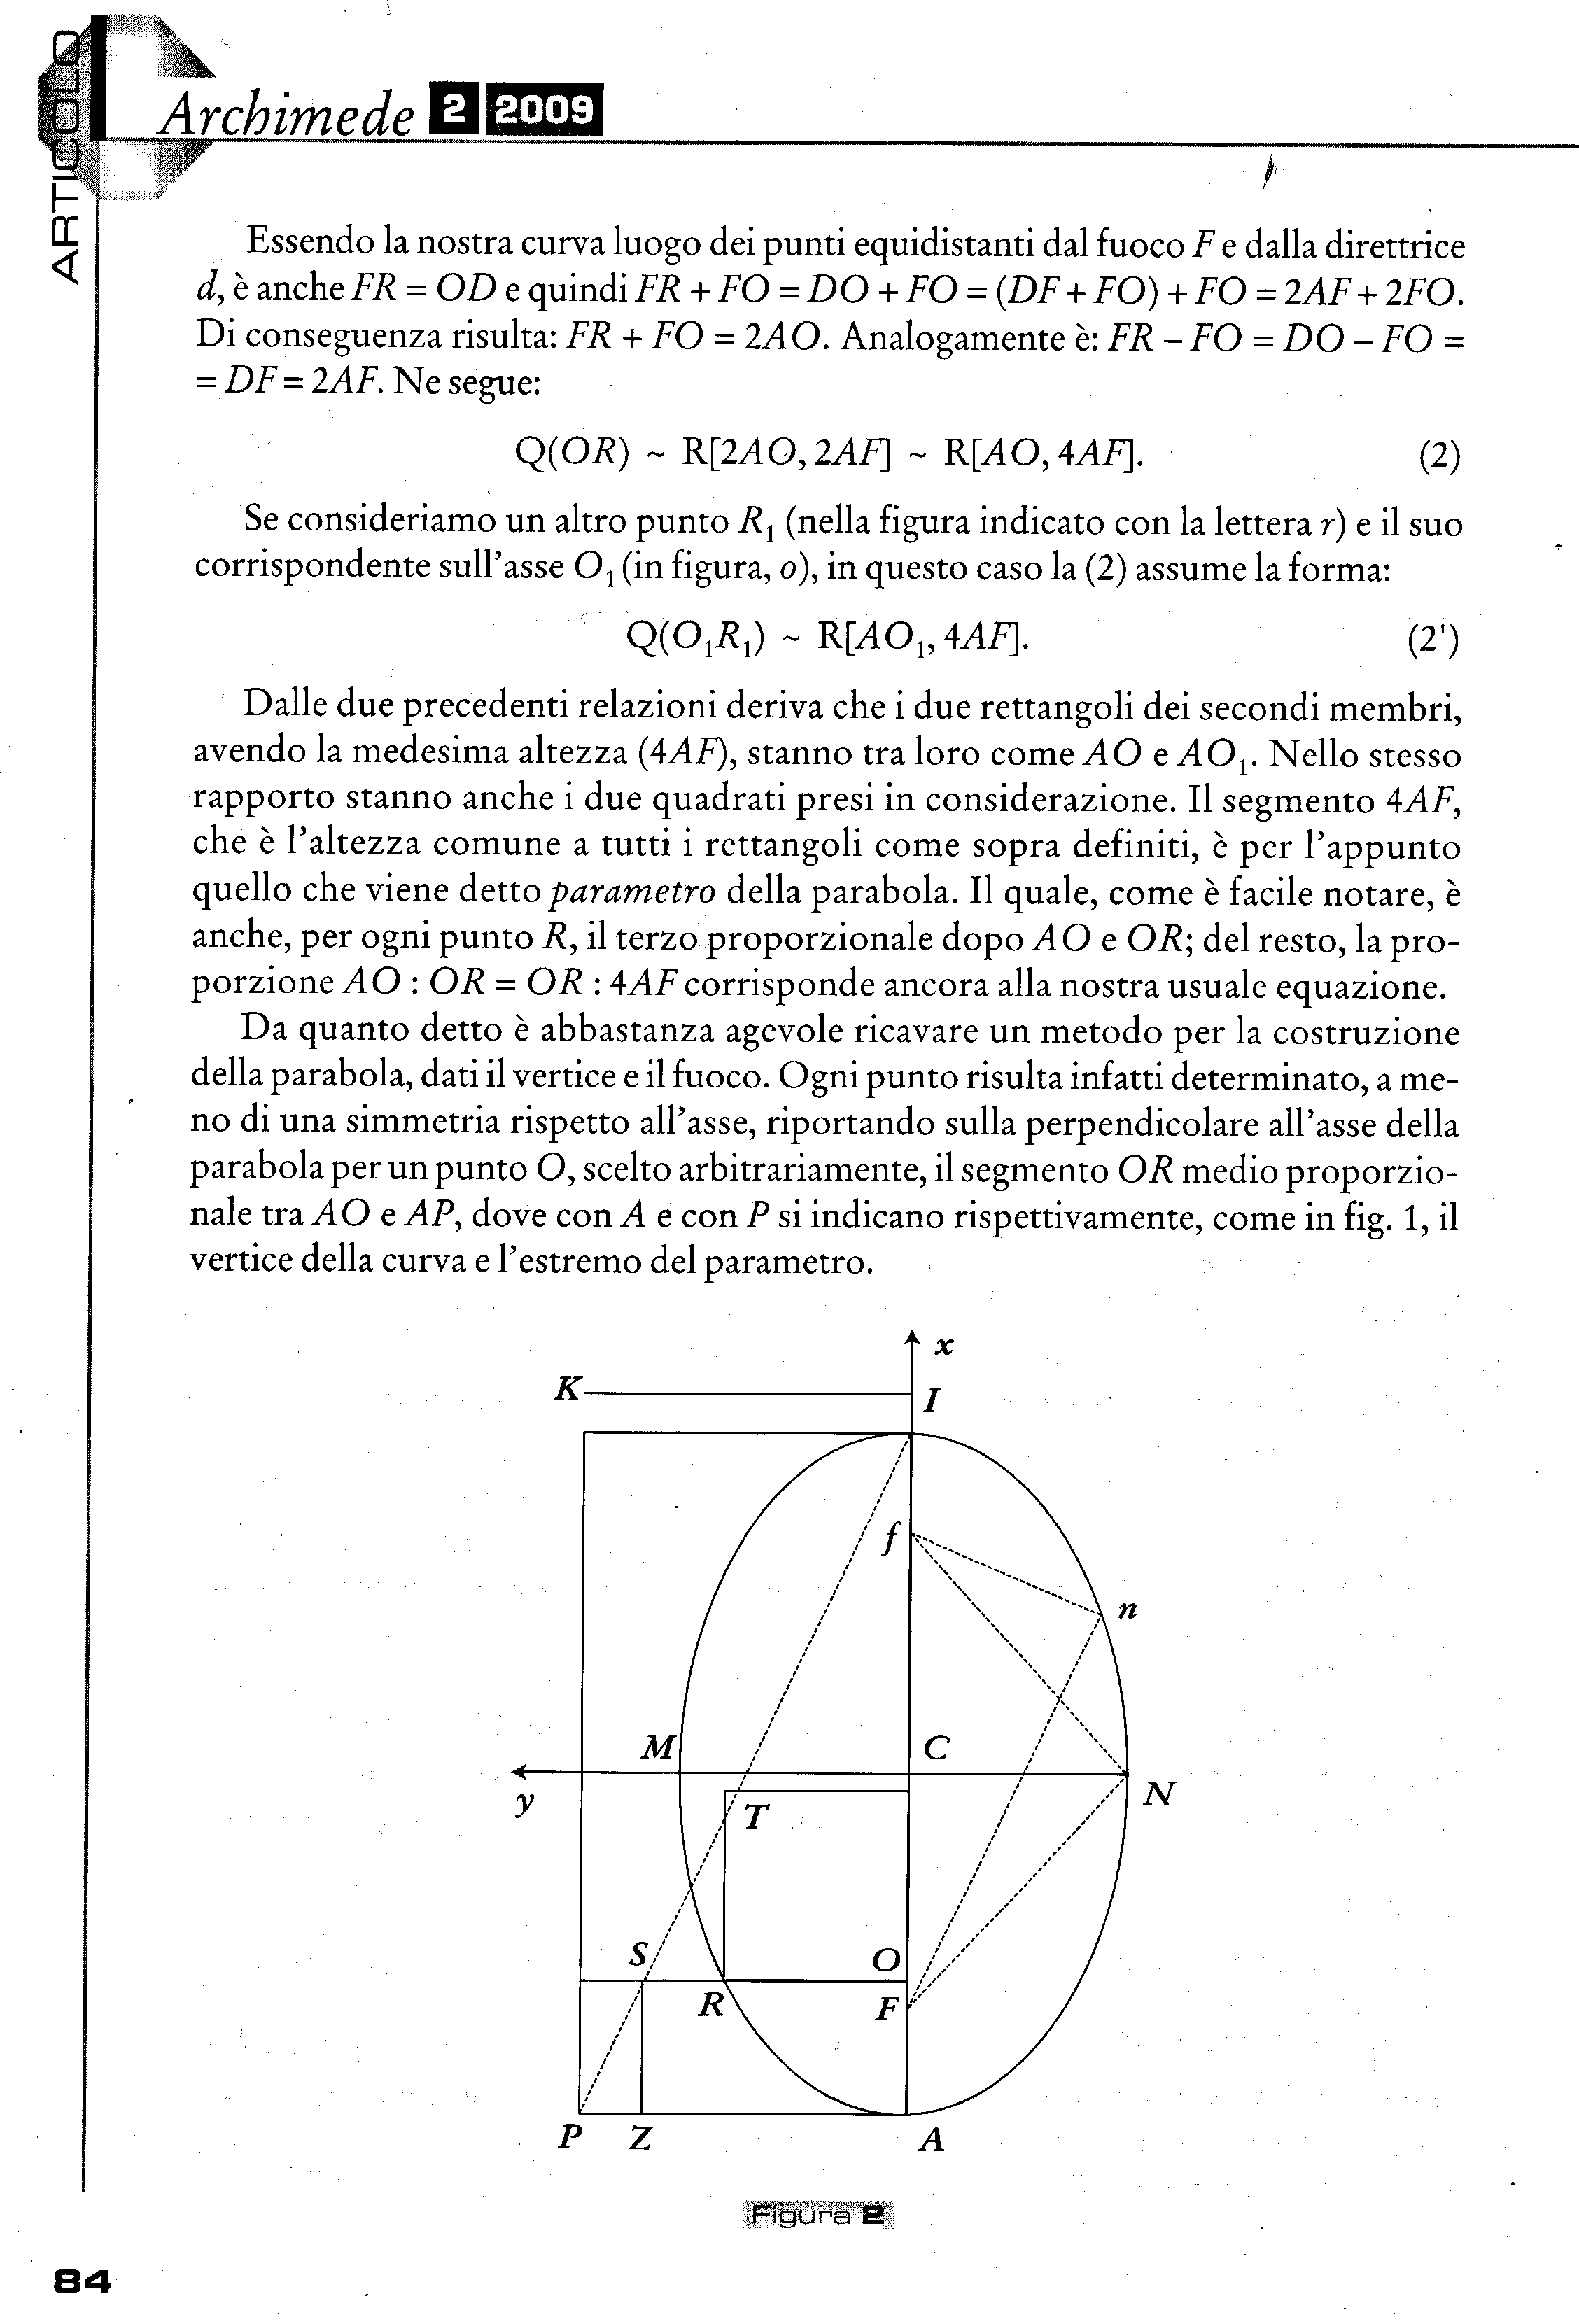 ARTICOLO
Archimede 2 2009
Essendo la nostra curva luogo dei punti equidistanti dal fuoco F e dalla direttrice
d, è anche FR = OD e quindi FR + FO = DO + FO = (DF + FO) + FO = 2AF + 2FO.
Di conseguenza risulta: FR + FO = 2AO. Analogamente è: FR – FO = DO – FO =
= DF = 2AF. Ne segue:
Q(OR) ~ R[2AO, 2AF] ~ R[AO, 4AF]. (2)
Se consideriamo un altro punto R₁ (nella figura indicato con la lettera r) e il suo
corrispondente sull'asse O₁ (in figura, o), in questo caso la (2) assume la forma:
Q(O₁R₁) ~ R[AO₁, 4AF]. (2')
Dalle due precedenti relazioni deriva che i due rettangoli dei secondi membri,
avendo la medesima altezza (4AF), stanno tra loro come AO e AO₁. Nello stesso
rapporto stanno anche i due quadrati presi in considerazione. Il segmento 4AF,
che è l'altezza comune a tutti i rettangoli come sopra definiti, è per l'appunto
quello che viene detto parametro della parabola. Il quale, come è facile notare, è
anche, per ogni punto R, il terzo proporzionale dopo AO e OR; del resto, la pro-
porzione AO : OR = OR : 4AF corrisponde ancora alla nostra usuale equazione.
Da quanto detto è abbastanza agevole ricavare un metodo per la costruzione
della parabola, dati il vertice e il fuoco. Ogni punto risulta infatti determinato, a me-
no di una simmetria rispetto all'asse, riportando sulla perpendicolare all'asse della
parabola per un punto O, scelto arbitrariamente, il segmento OR medio proporzio-
nale tra AO e AP, dove con A e con P si indicano rispettivamente, come in fig. 1, il
vertice della curva e l'estremo del parametro.
x
K
I
f
n
M
C
y
T
N
S
O
R
F
P
Z
A
Figura 2
84